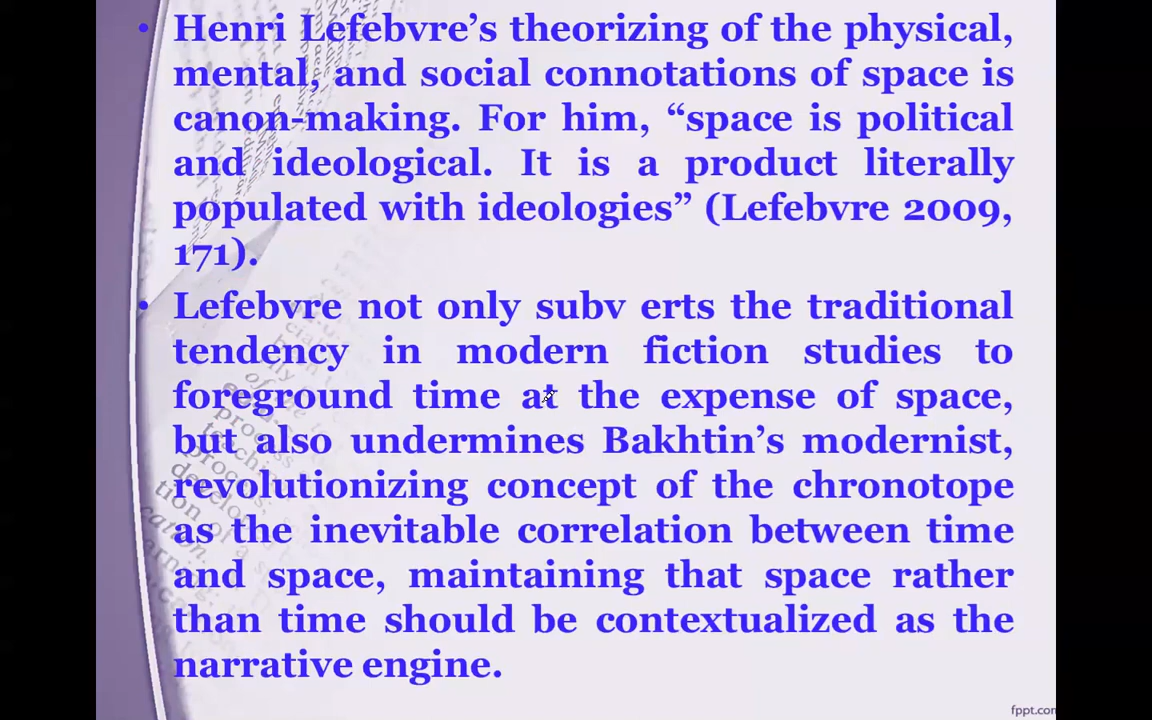 • Henri Lefebvre’s theorizing of the physical,
mental, and social connotations of space is
canon-making. For him, “space is political
and ideological. It is a product literally
populated with ideologies” (Lefebvre 2009,
171).
• Lefebvre not only subv erts the traditional
tendency in modern fiction studies to
foreground time at the expense of space,
but also undermines Bakhtin’s modernist,
revolutionizing concept of the chronotope
as the inevitable correlation between time
and space, maintaining that space rather
than time should be contextualized as the
narrative engine.
fppt.com